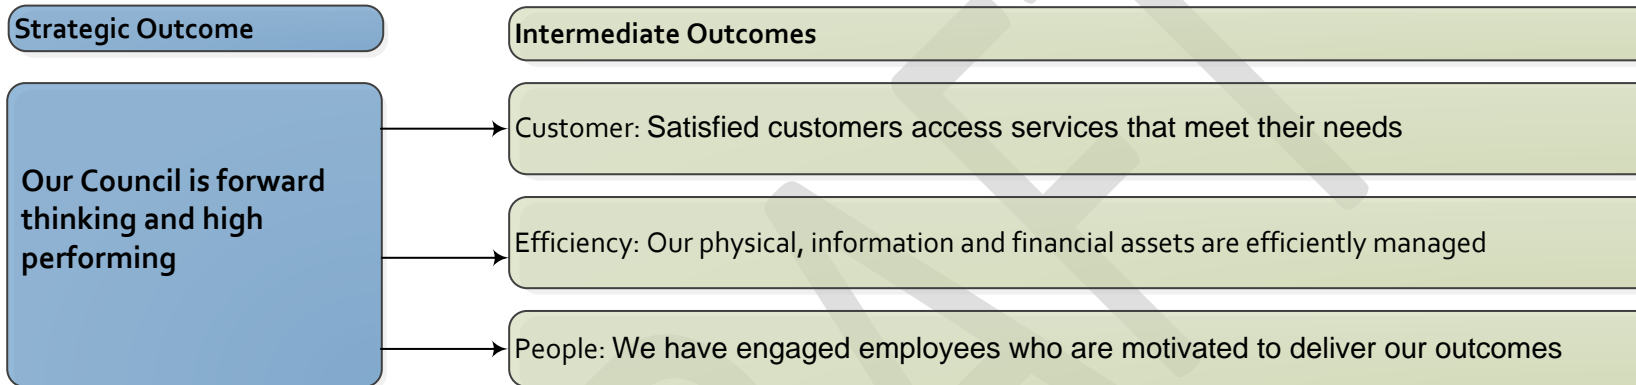 Strategic Outcome
Intermediate Outcomes
Our Council is forward
thinking and high
performing
Customer: Satisfied customers access services that meet their needs
Efficiency: Our physical, information and financial assets are efficiently managed
People: We have engaged employees who are motivated to deliver our outcomes